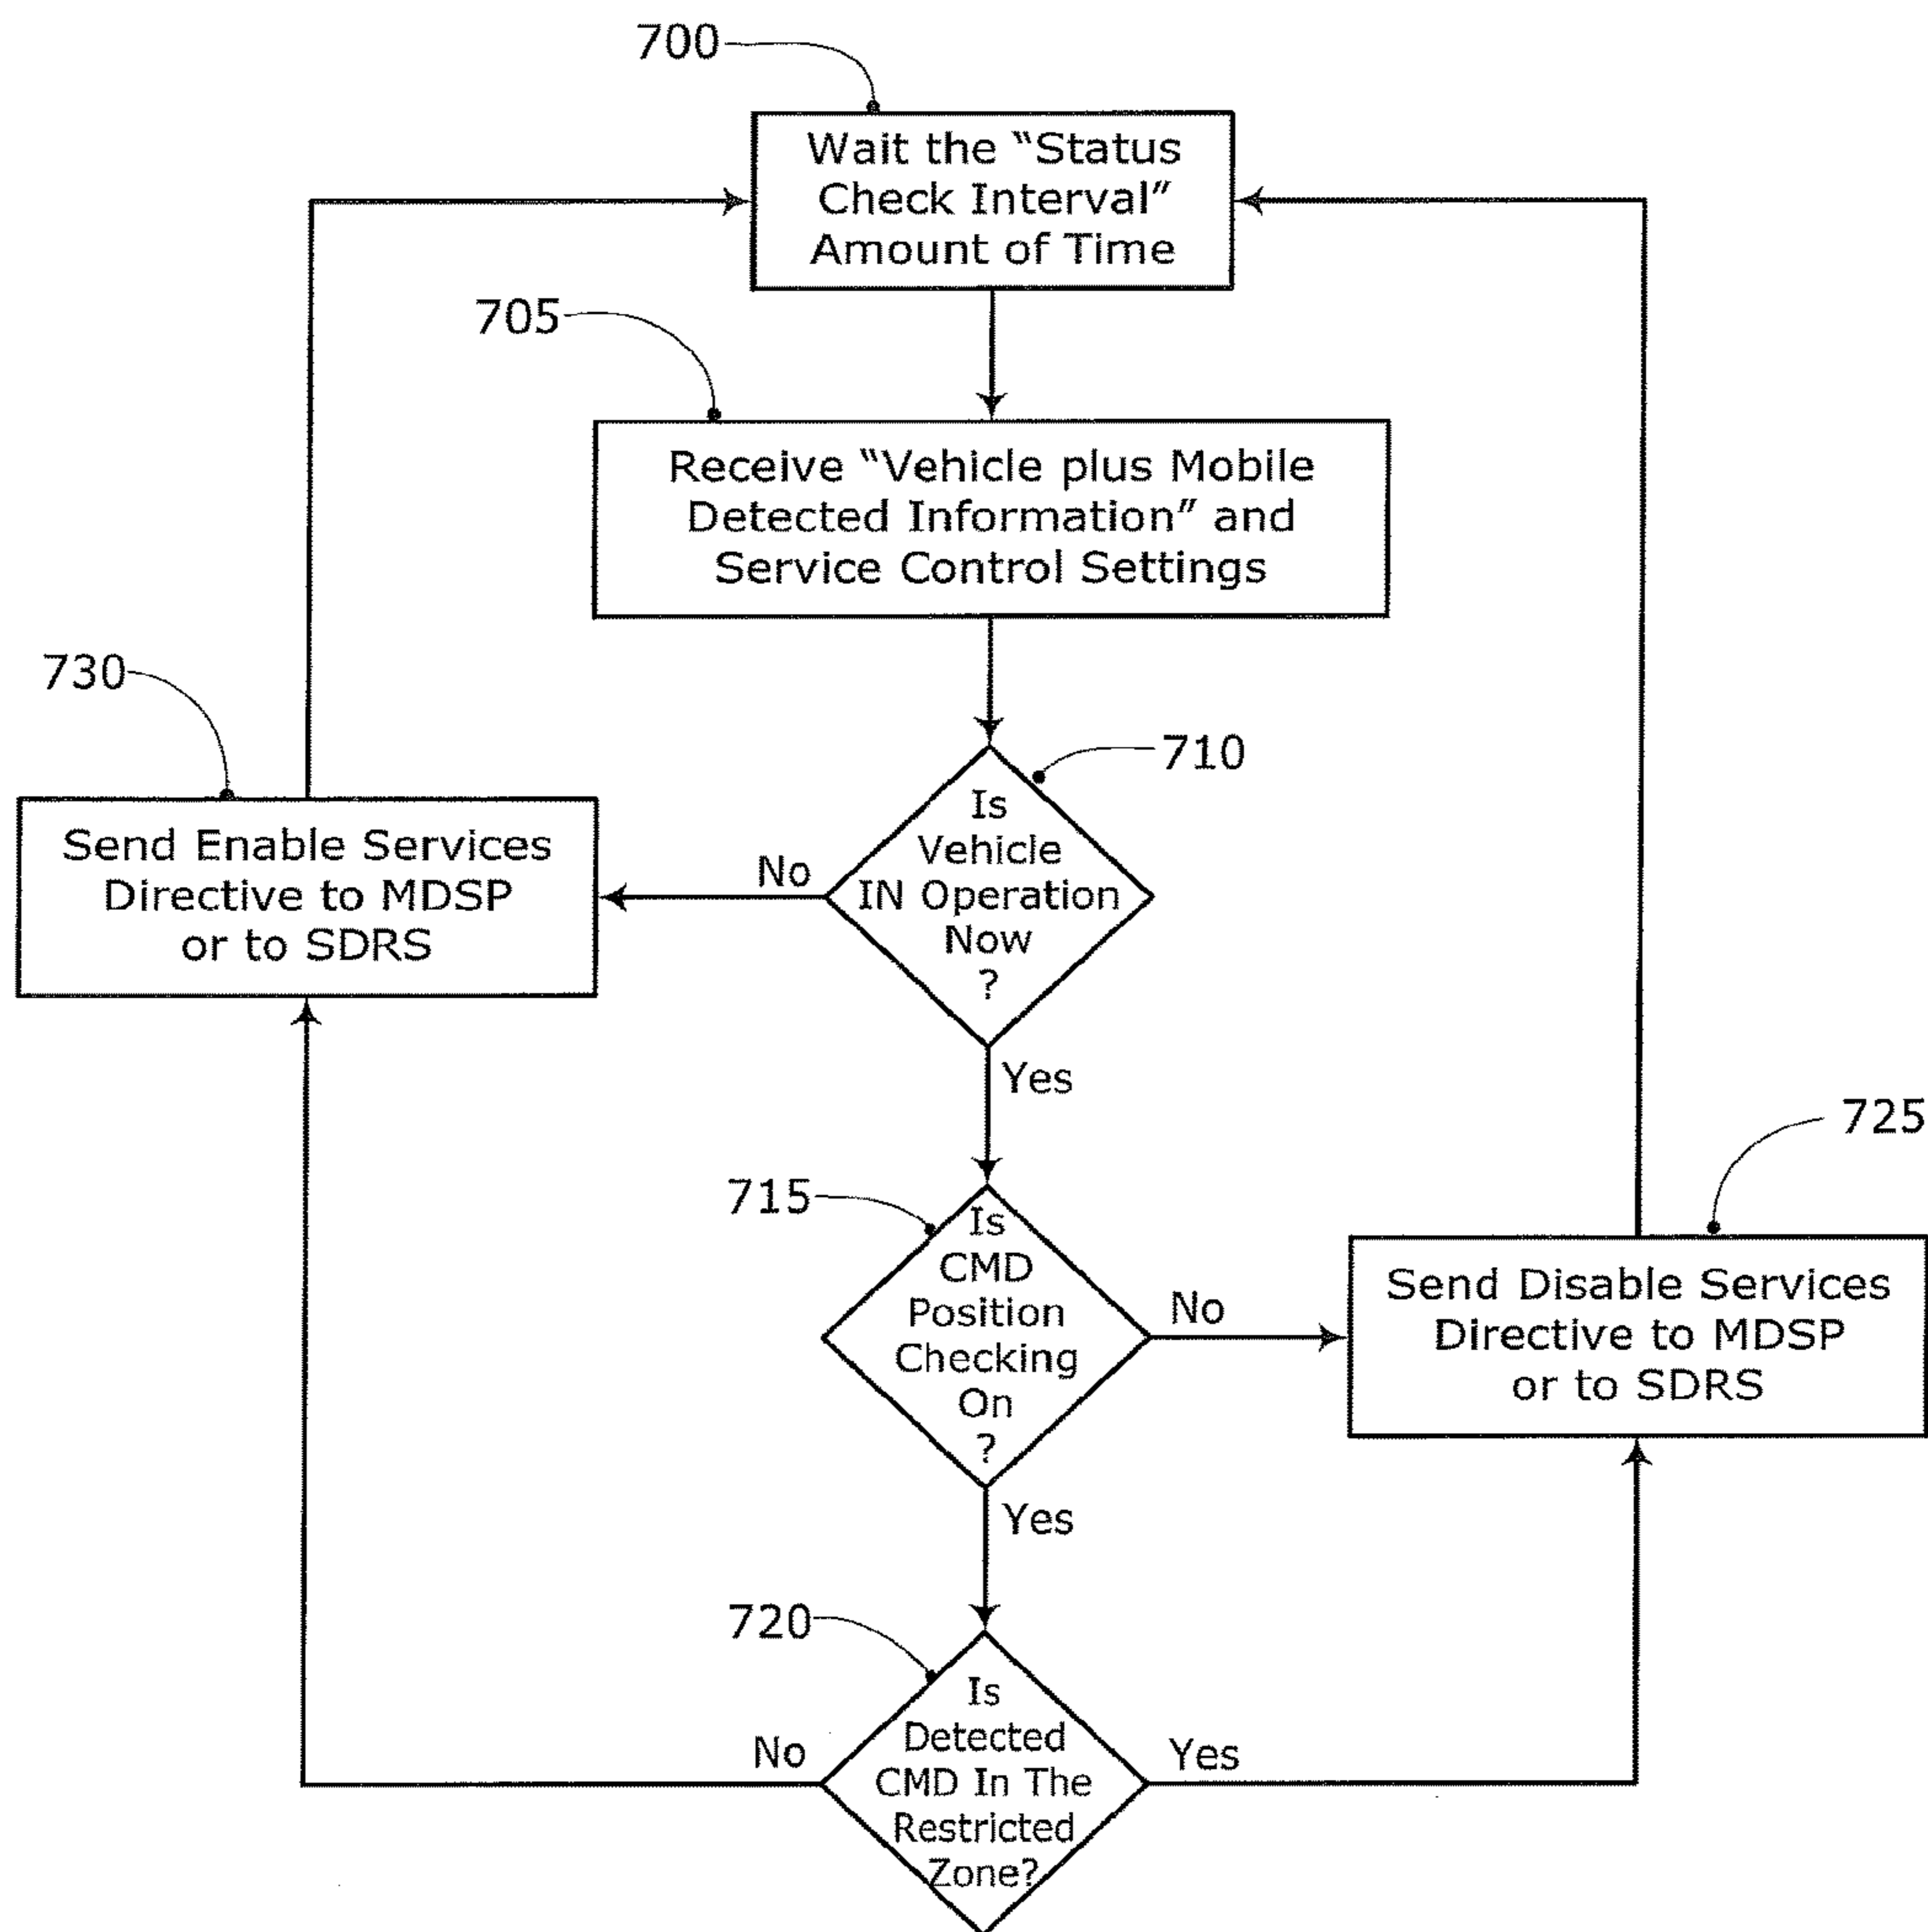 700
Wait the “Status
Check Interval”
Amount of Time
705
Receive “Vehicle plus Mobile
Detected Information” and
Service Control Settings
730
Send Enable Services
Directive to MDSP
or to SDRS
710
Is
Vehicle
IN Operation
Now
?
No
Yes
715
Is
CMD
Position
Checking
On
?
No
Yes
725
Send Disable Services
Directive to MDSP
or to SDRS
720
Is
Detected
CMD In The
Restricted
Zone?
No
Yes